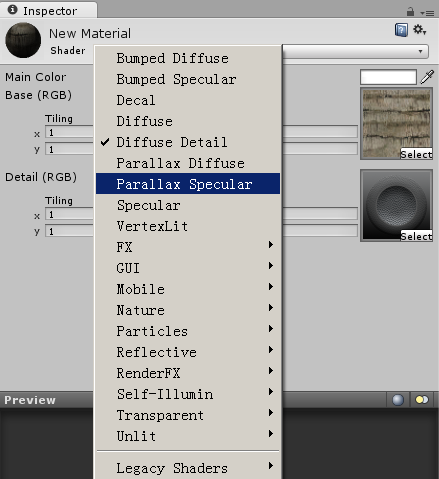 Inspector
New Material
Shader
Bumped Diffuse
Bumped Specular
Decal
Diffuse
Diffuse Detail
Parallax Diffuse
Parallax Specular
Specular
VertexLit
FX
GUI
Mobile
Nature
Particles
Reflective
RenderFX
Self-Illumin
Transparent
Unlit
Legacy Shaders
Main Color
Base (RGB)
Tiling
x 1
y 1
Select
Detail (RGB)
Tiling
x 1
y 1
Select
Preview